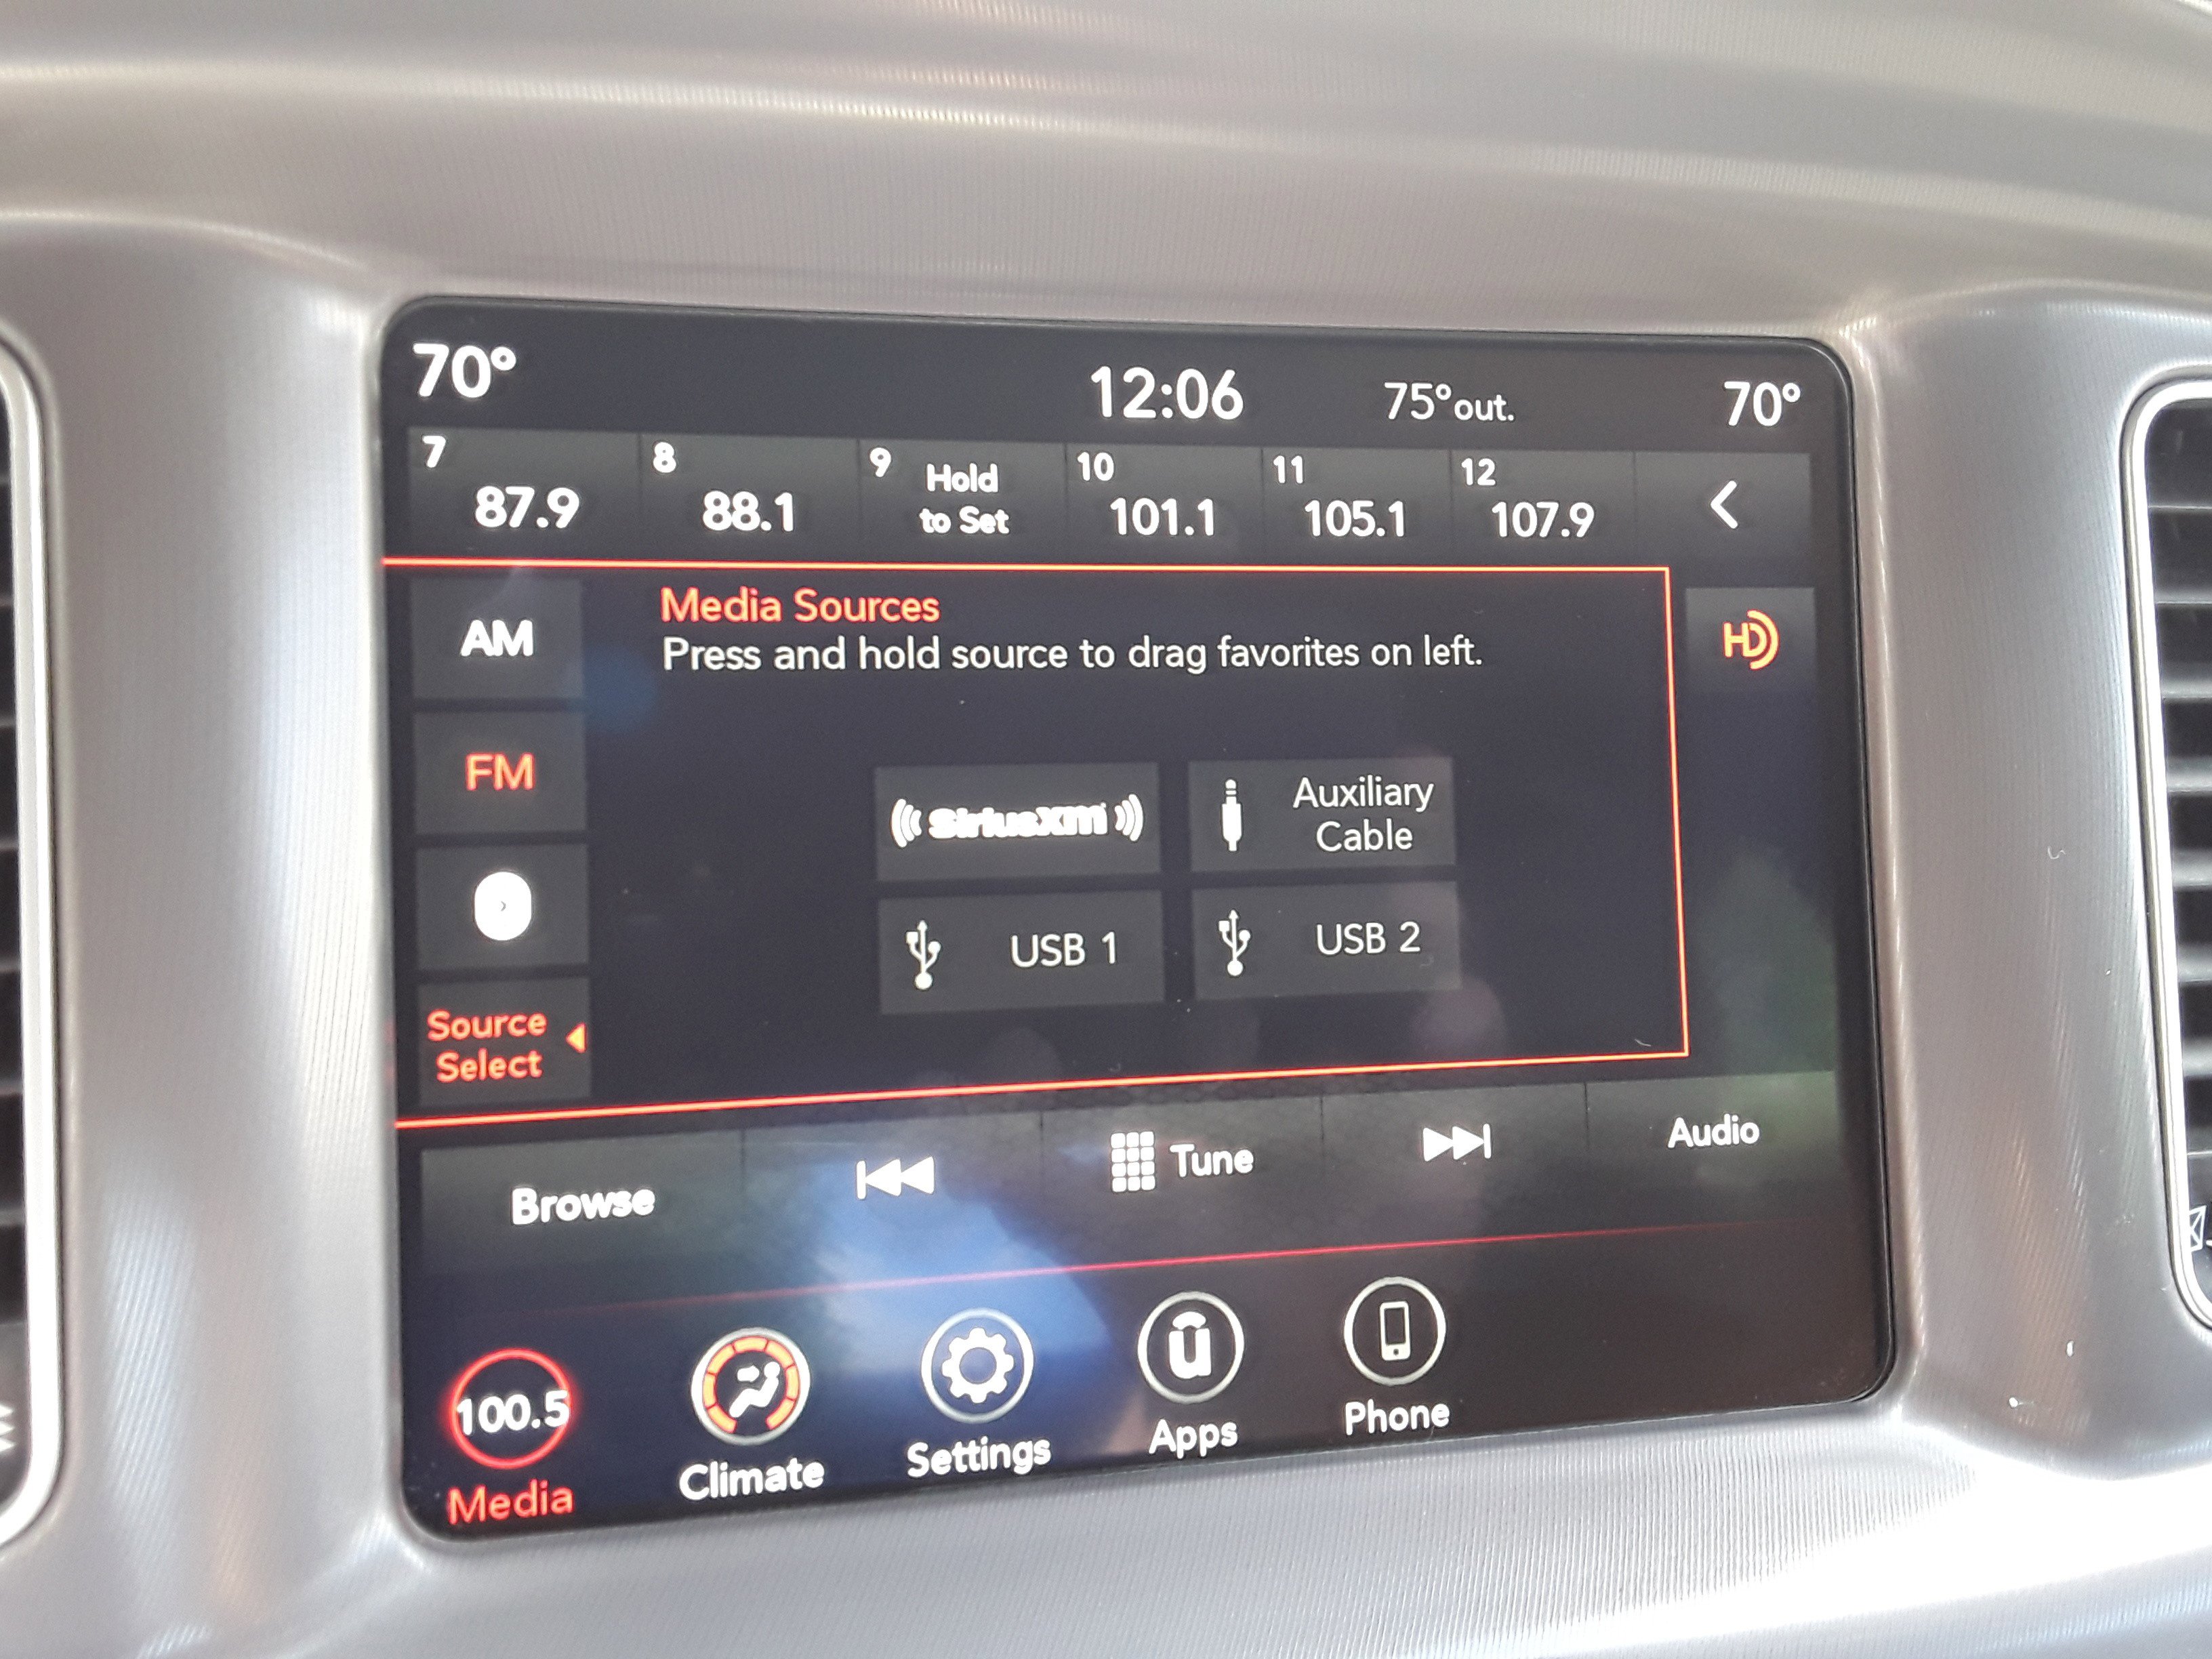 70° 12:06 75°out. 70°
7 8 9 10 11 12
87.9 88.1 Hold to Set 101.1 105.1 107.9
AM
Media Sources
Press and hold source to drag favorites on left.
HD
FM
SiriusXM
Auxiliary
Cable
USB 1 USB 2
Source
Select
Browse Tune Audio
100.5
Media Climate Settings Apps Phone